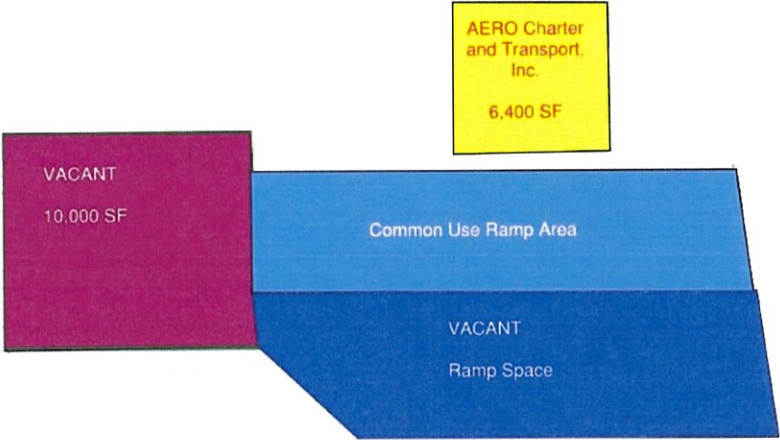 AERO Charter
and Transport,
Inc.
6,400 SF
VACANT
10,000 SF
Common Use Ramp Area
VACANT
Ramp Space